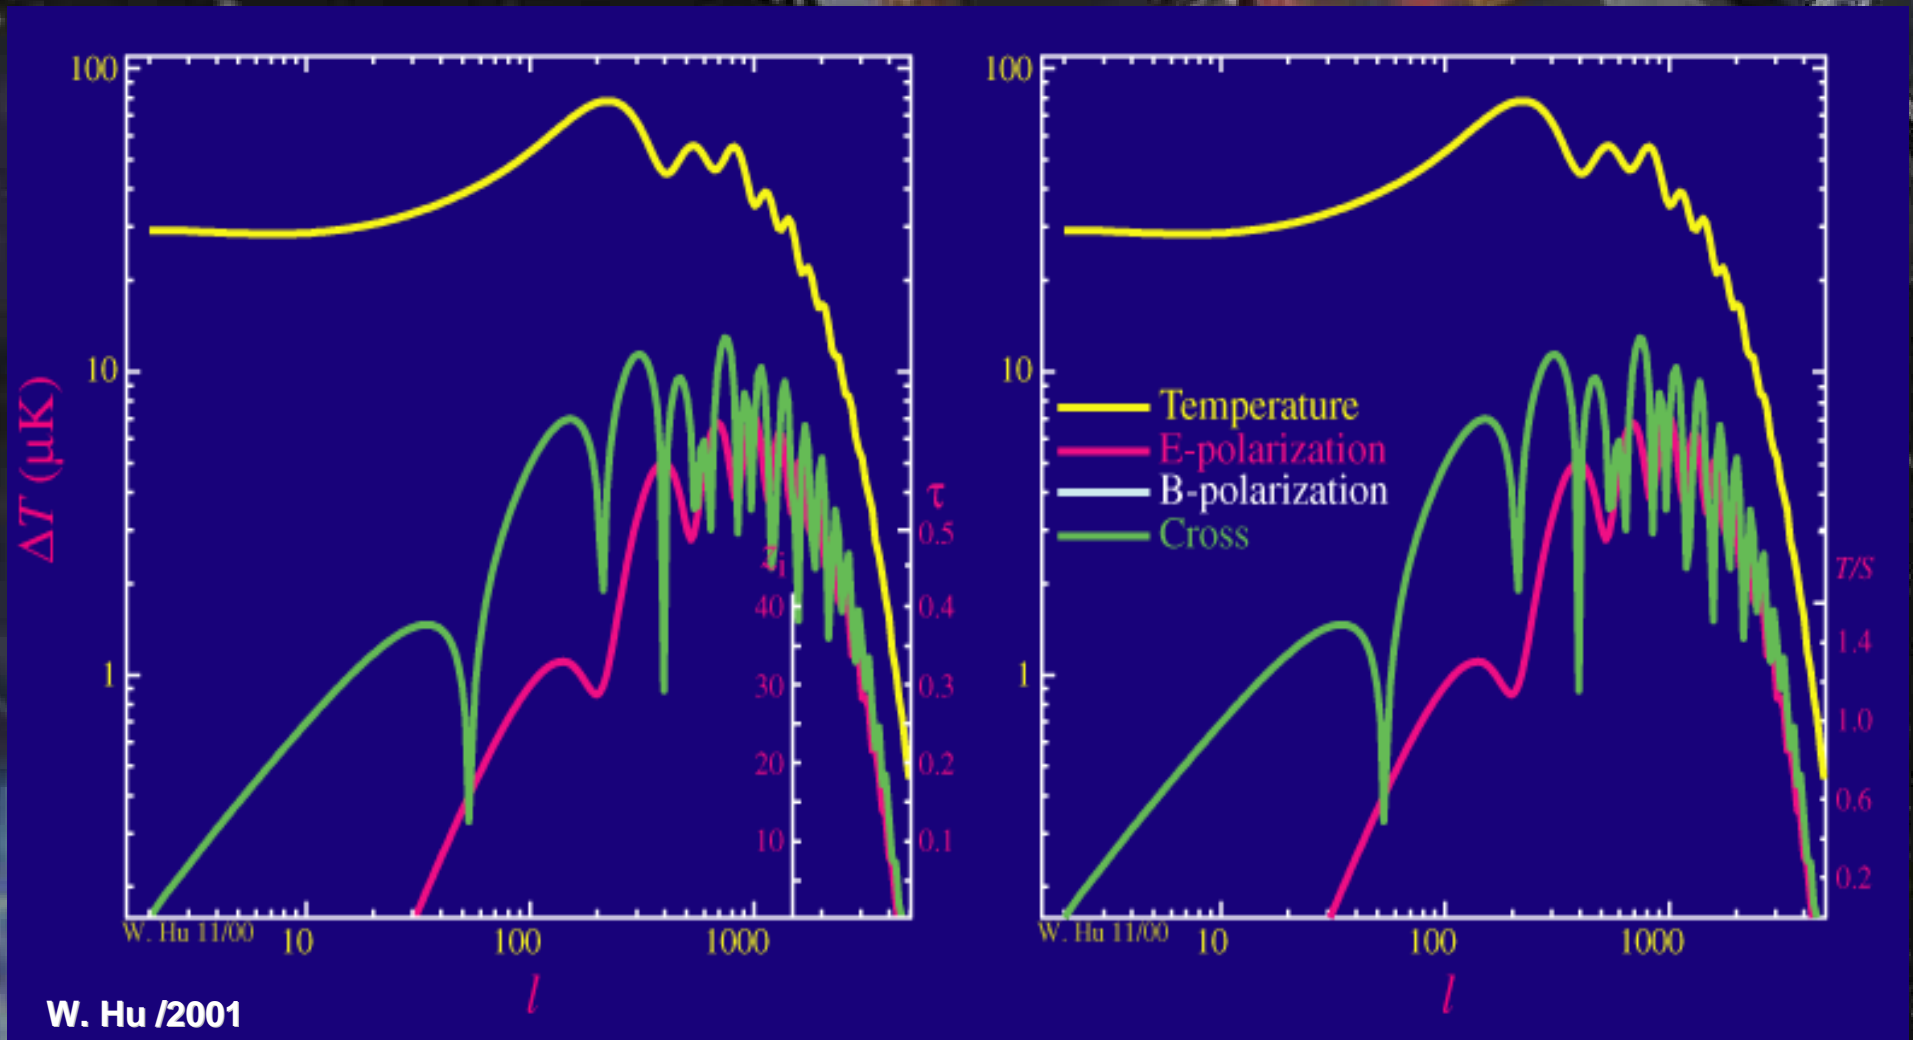 100
10
1
ΔT (μK)
τ
0.5
0.4
0.3
0.2
0.1
zi
40
30
20
10
W. Hu 11/00
10
100
1000
l
100
10
1
Temperature
E-polarization
B-polarization
Cross
T/S
1.4
1.0
0.6
0.2
W. Hu 11/00
10
100
1000
l
W. Hu /2001